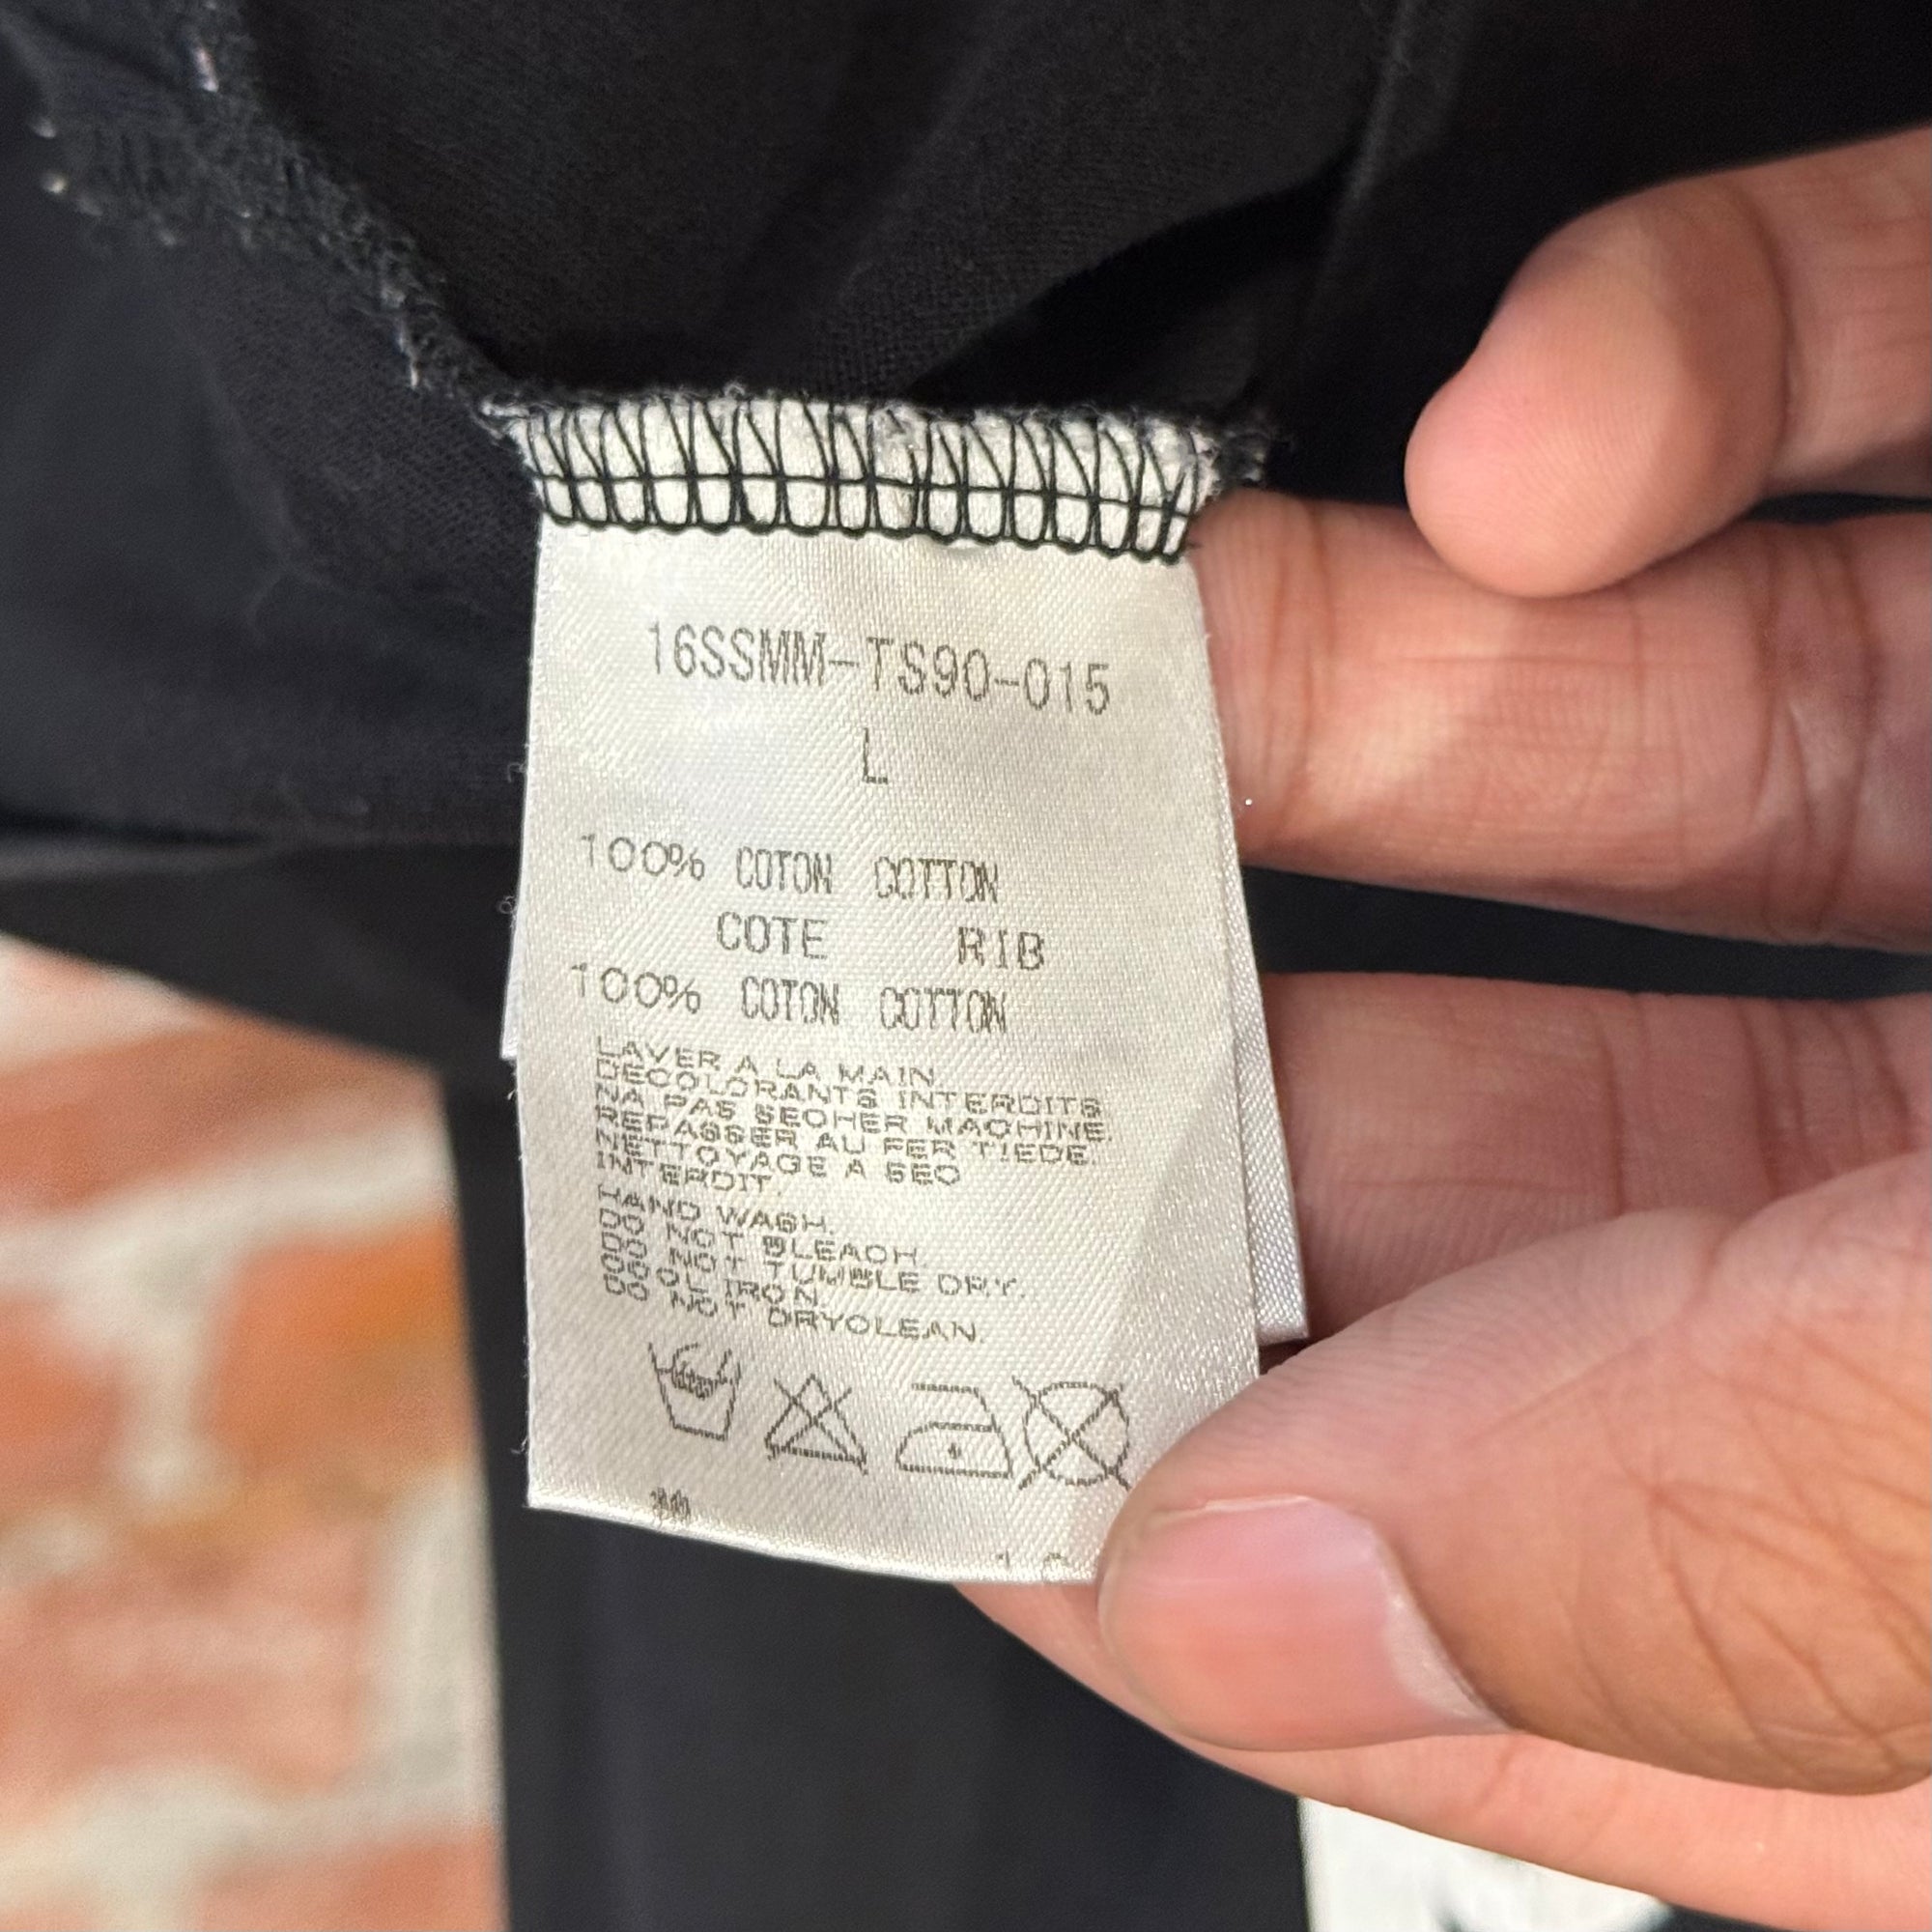 16SSMM-TS90-015
L
100% COTON COTTON
COTE RIB
100% COTON COTTON
LAVER A LA MAIN.
DECOLORANTS INTERDITS.
NA PAS SECHER MACHINE.
REPASSER AU FER TIEDE.
NETTOYAGE A SEC
INTERDIT.
HAND WASH.
DO NOT BLEACH.
DO NOT TUMBLE DRY.
COOL IRON.
DO NOT DRYCLEAN.